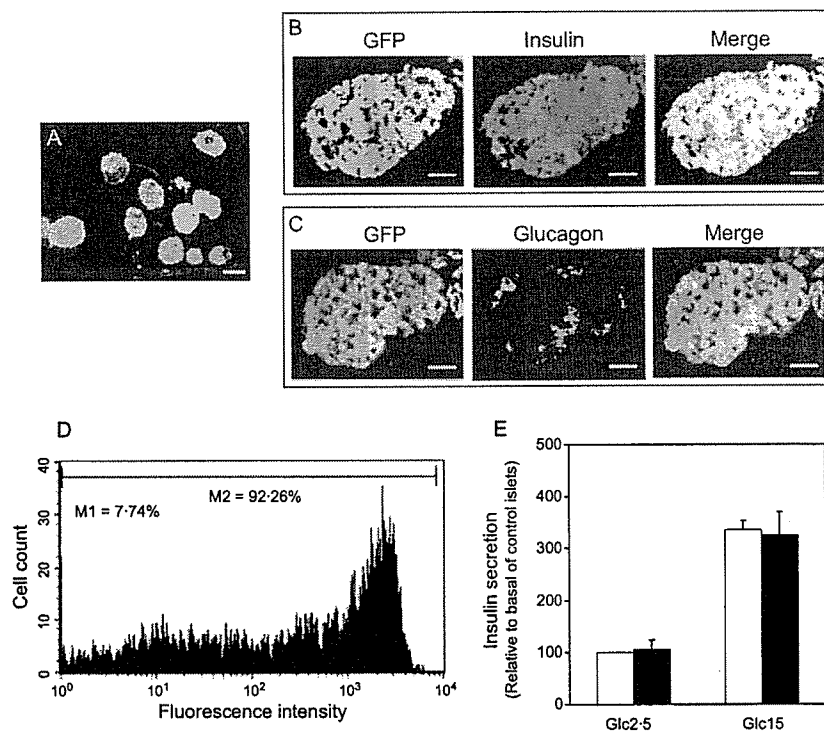 A
B
GFP Insulin Merge
C
GFP Glucagon Merge
D
Cell count
40
30
20
10
0
M1 = 7·74%
M2 = 92·26%
10⁰ 10¹ 10² 10³ 10⁴
Fluorescence intensity
E
Insulin secretion
(Relative to basal of control islets)
500
400
300
200
100
0
Glc2·5 Glc15